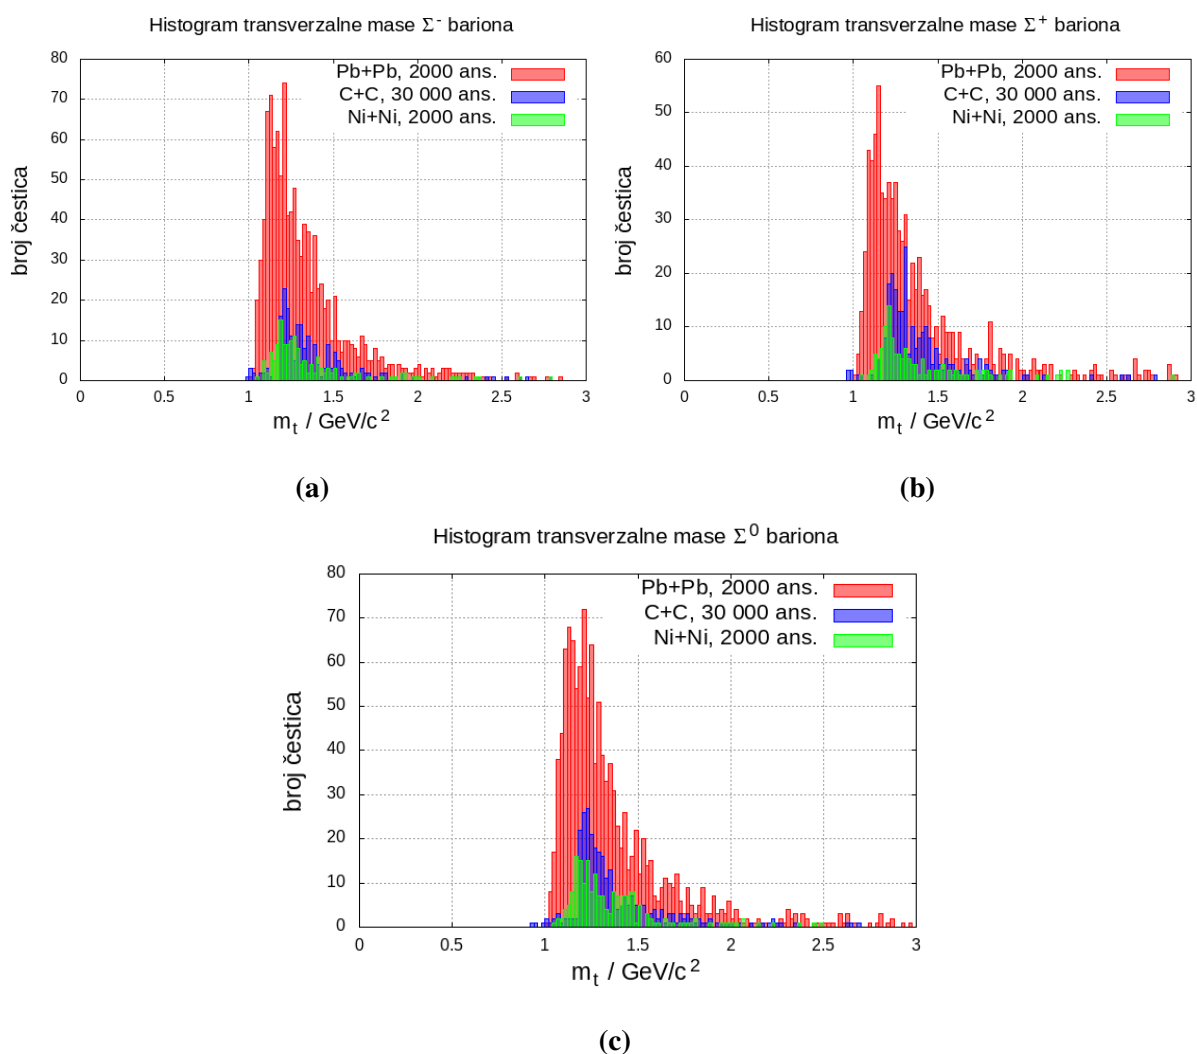 Histogram transverzalne mase Σ⁻ bariona
Pb+Pb, 2000 ans.
C+C, 30 000 ans.
Ni+Ni, 2000 ans.
broj čestica
80
70
60
50
40
30
20
10
0
0 0.5 1 1.5 2 2.5 3
m_t / GeV/c²
(a)
Histogram transverzalne mase Σ⁺ bariona
Pb+Pb, 2000 ans.
C+C, 30 000 ans.
Ni+Ni, 2000 ans.
broj čestica
60
50
40
30
20
10
0
0 0.5 1 1.5 2 2.5 3
m_t / GeV/c²
(b)
Histogram transverzalne mase Σ⁰ bariona
Pb+Pb, 2000 ans.
C+C, 30 000 ans.
Ni+Ni, 2000 ans.
broj čestica
80
70
60
50
40
30
20
10
0
0 0.5 1 1.5 2 2.5 3
m_t / GeV/c²
(c)